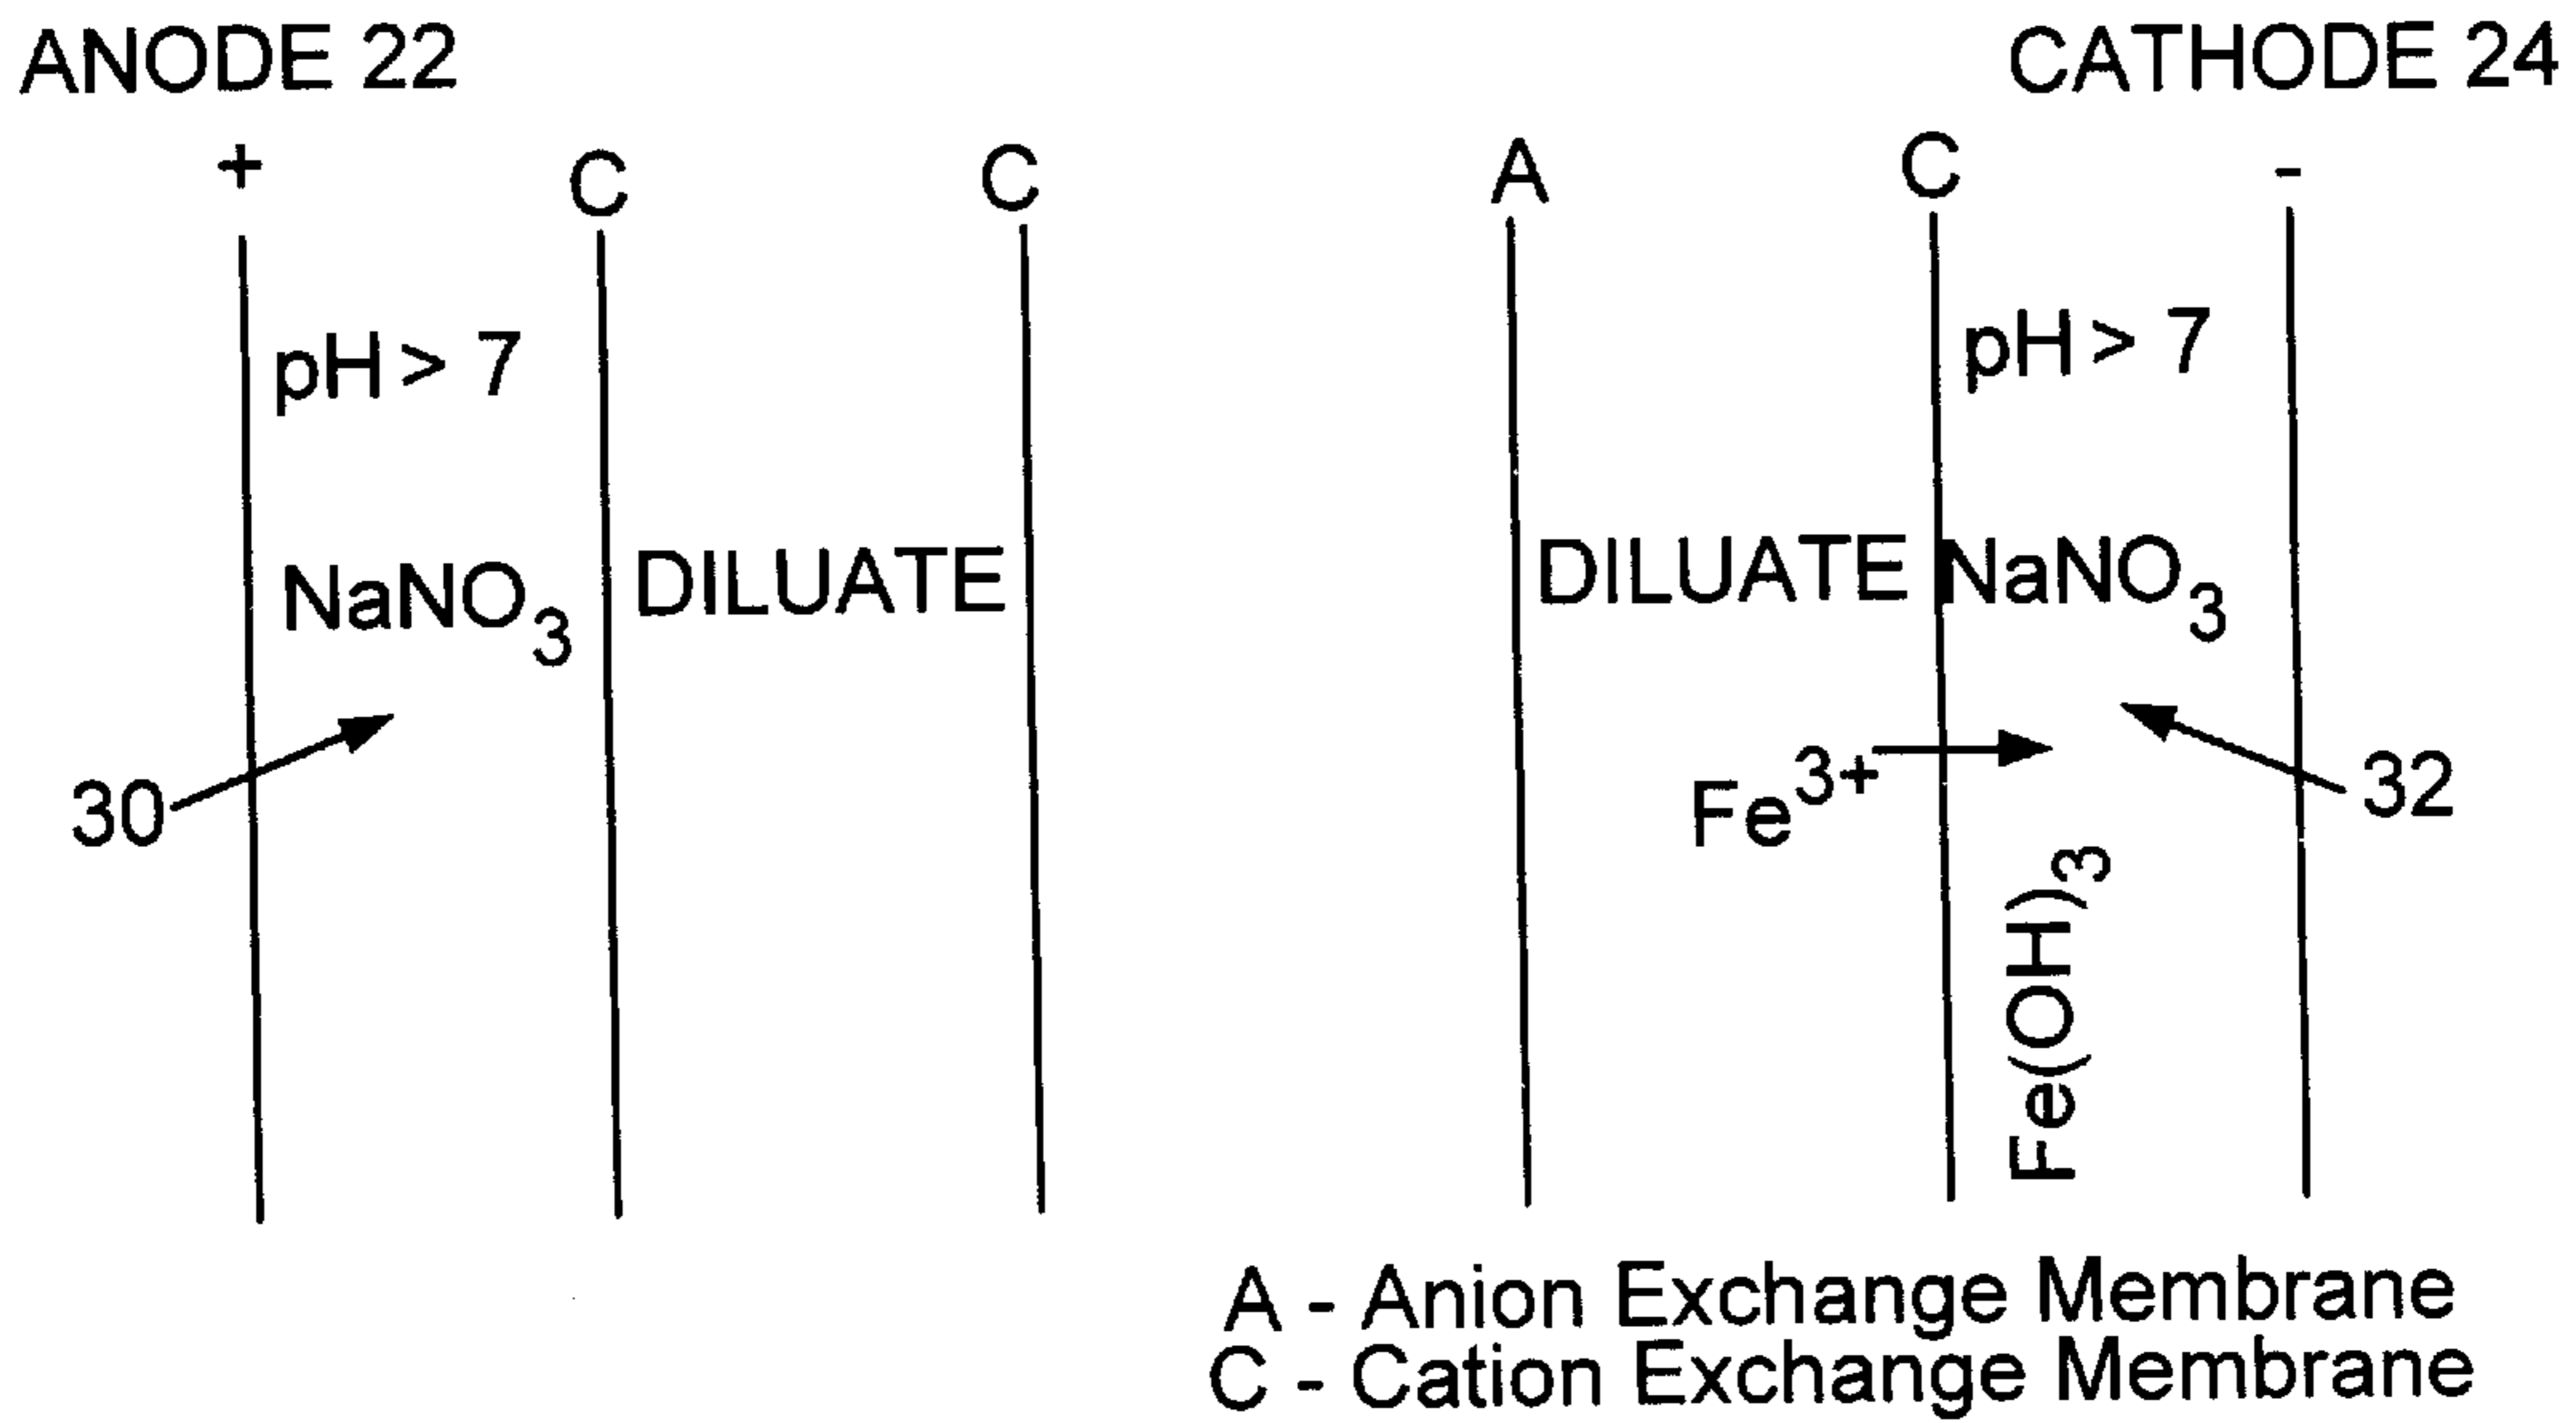 ANODE 22
CATHODE 24
+
C
C
A
C
-
pH > 7
pH > 7
NaNO3
DILUATE
DILUATE
NaNO3
30
Fe3+
32
Fe(OH)3
A - Anion Exchange Membrane
C - Cation Exchange Membrane